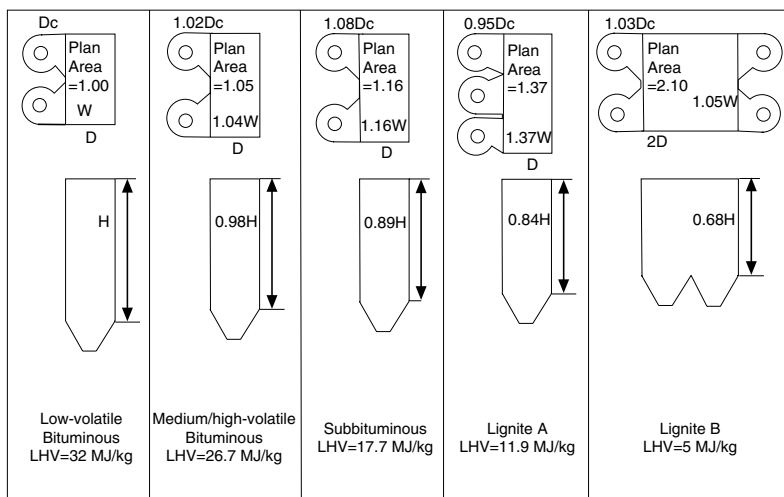 Dc
Plan
Area
=1.00
W
D
H
Low-volatile
Bituminous
LHV=32 MJ/kg
1.02Dc
Plan
Area
=1.05
1.04W
D
0.98H
Medium/high-volatile
Bituminous
LHV=26.7 MJ/kg
1.08Dc
Plan
Area
=1.16
1.16W
D
0.89H
Subbituminous
LHV=17.7 MJ/kg
0.95Dc
Plan
Area
=1.37
1.37W
D
0.84H
Lignite A
LHV=11.9 MJ/kg
1.03Dc
Plan
Area
=2.10
1.05W
2D
0.68H
Lignite B
LHV=5 MJ/kg